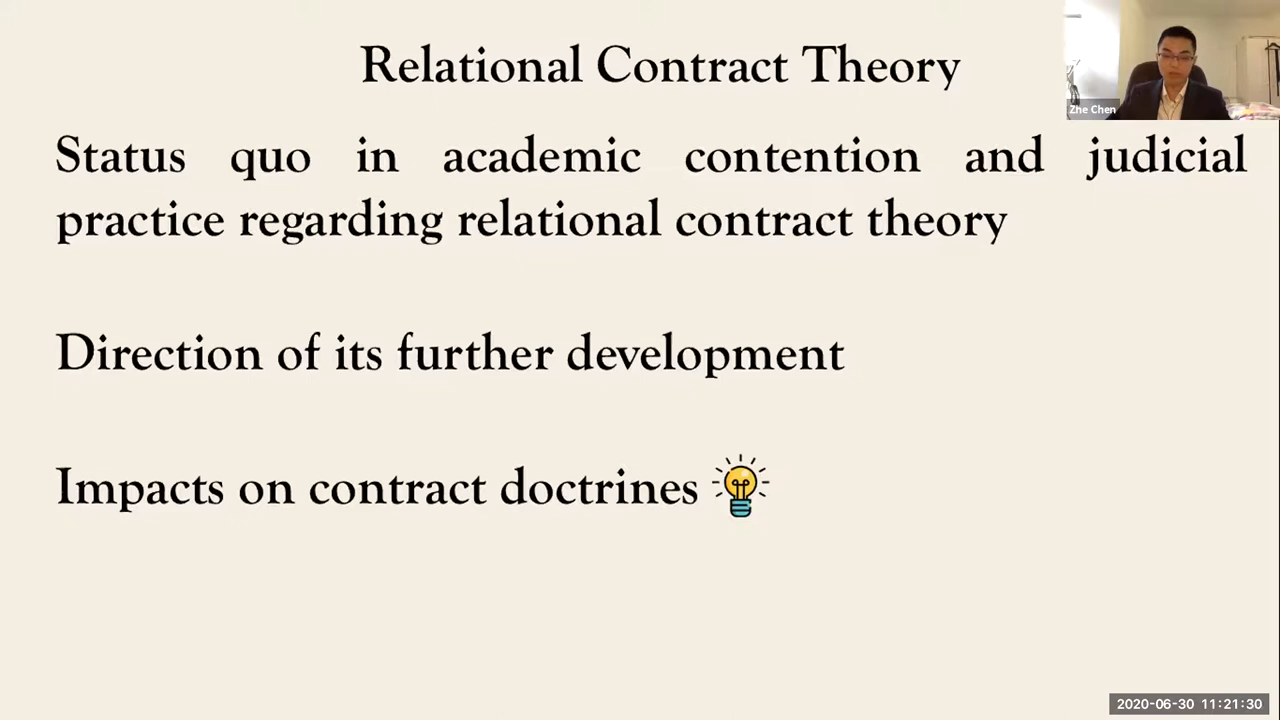 Relational Contract Theory
Zhe Chen
Status quo in academic contention and judicial
practice regarding relational contract theory
Direction of its further development
Impacts on contract doctrines
2020-06-30 11:21:30